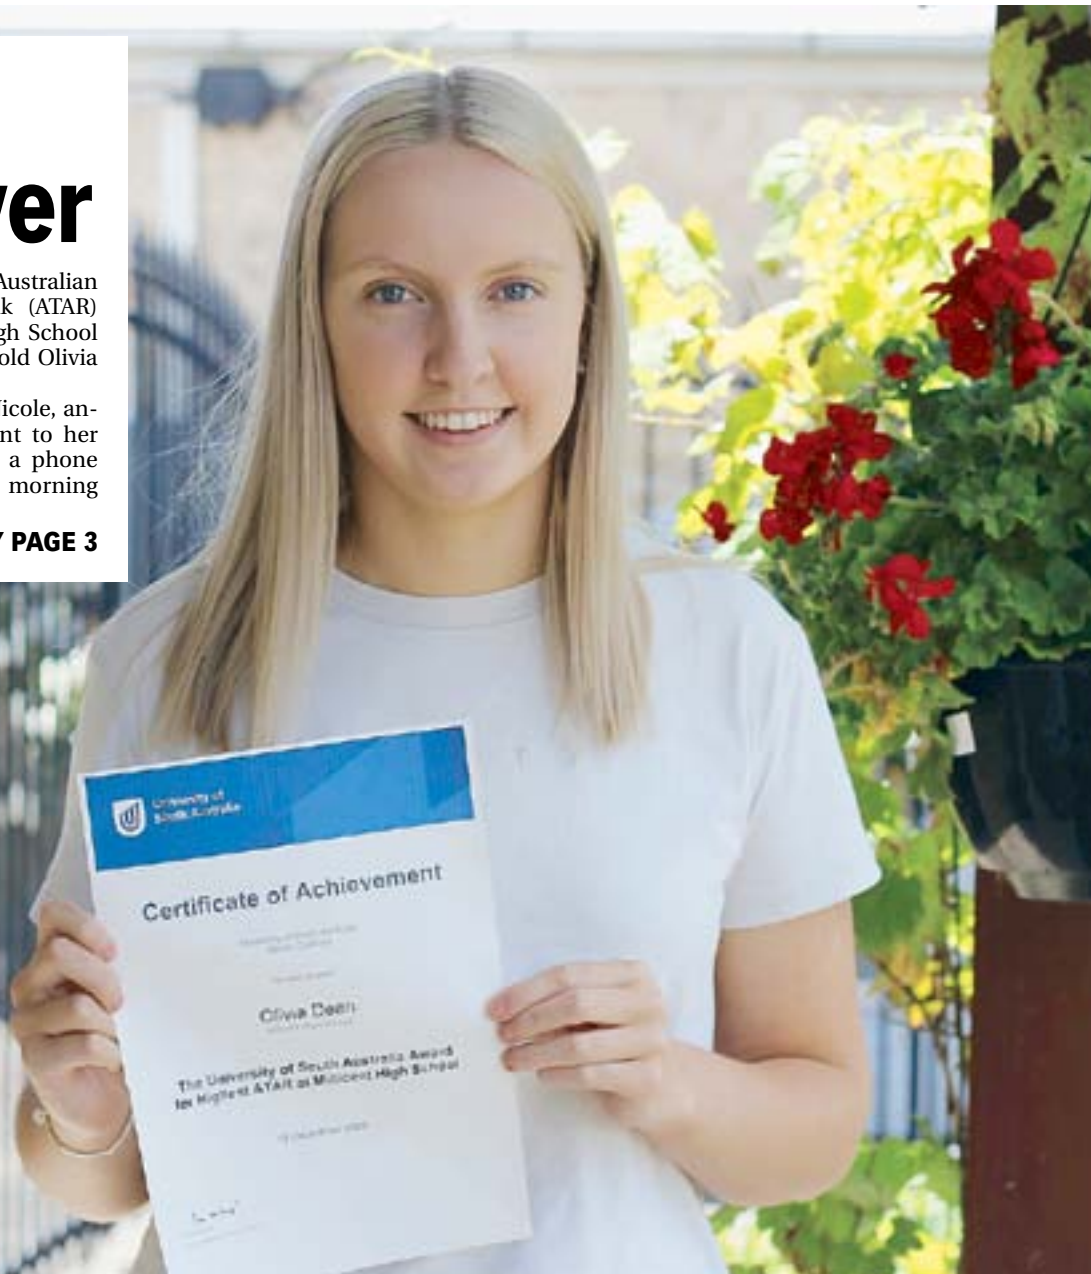 ver
Australian
k (ATAR)
gh School
old Olivia
icole, an-
nt to her
a phone
morning
Y PAGE 3
University of
South Australia
Certificate of Achievement
Olivia Dean
The University of South Australia Award
for Highest ATAR at Millicent High School